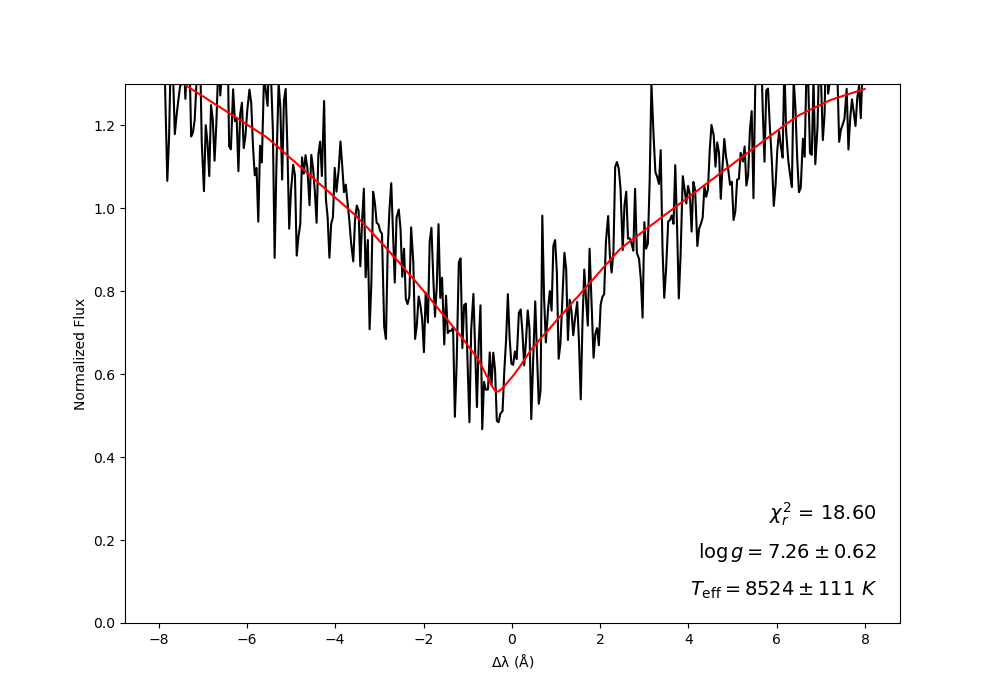 1.2
1.0
0.8
0.6
0.4
0.2
0.0
Normalized Flux
χ²ᵣ = 18.60
log g = 7.26 ± 0.62
T_eff = 8524 ± 111 K
−8 −6 −4 −2 0 2 4 6 8
Δλ (Å)